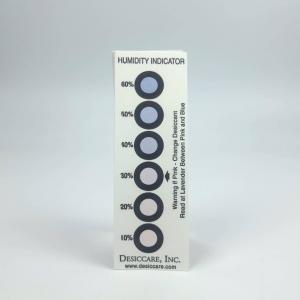 HUMIDITY INDICATOR
60%
50%
40%
30%
20%
10%
Warning If Pink - Change Desiccant
Read at Lavender Between Pink and Blue
DESICCARE, INC.
www.desiccare.com